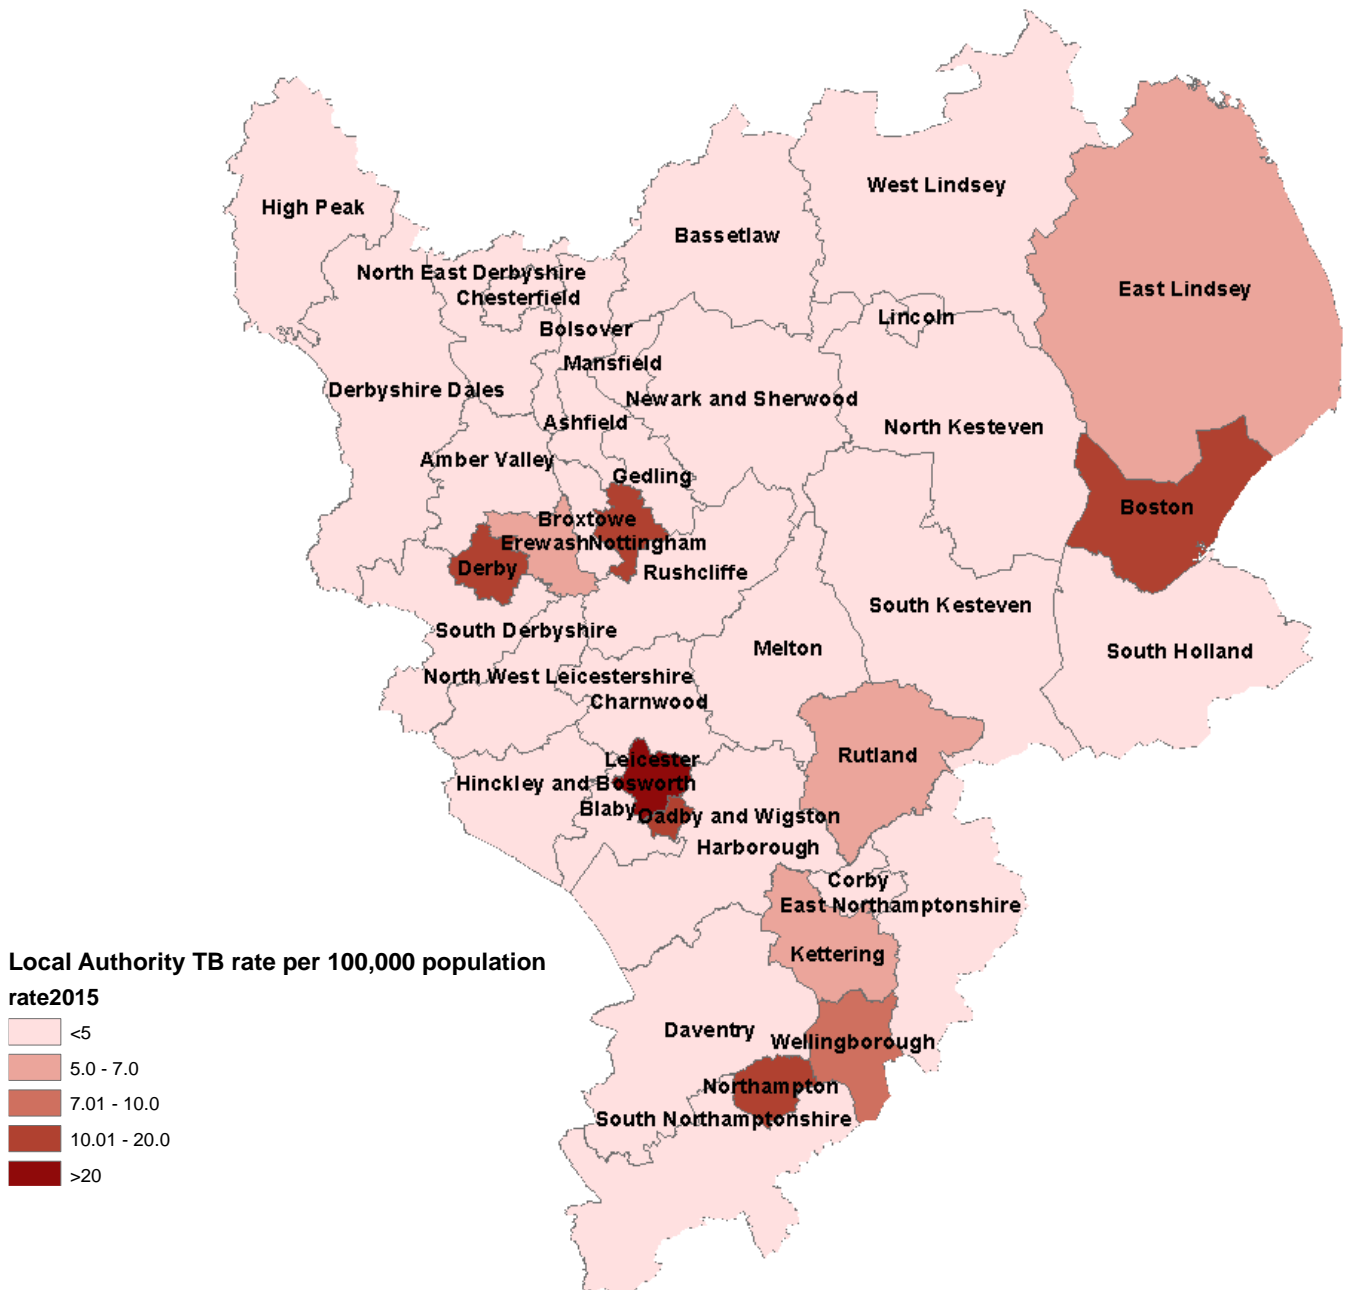 West Lindsey
High Peak
Bassetlaw
North East Derbyshire
East Lindsey
Chesterfield
Lincoln
Bolsover
Mansfield
Derbyshire Dales
Newark and Sherwood
Ashfield
North Kesteven
Amber Valley
Gedling
Boston
Broxtowe
Erewash
Nottingham
Derby
Rushcliffe
South Kesteven
South Derbyshire
Melton
South Holland
North West Leicestershire
Charnwood
Rutland
Leicester
Hinckley and Bosworth
Blaby
Oadby and Wigston
Harborough
Corby
East Northamptonshire
Kettering
Daventry
Wellingborough
Northampton
South Northamptonshire
Local Authority TB rate per 100,000 population
rate2015
<5
5.0 - 7.0
7.01 - 10.0
10.01 - 20.0
>20